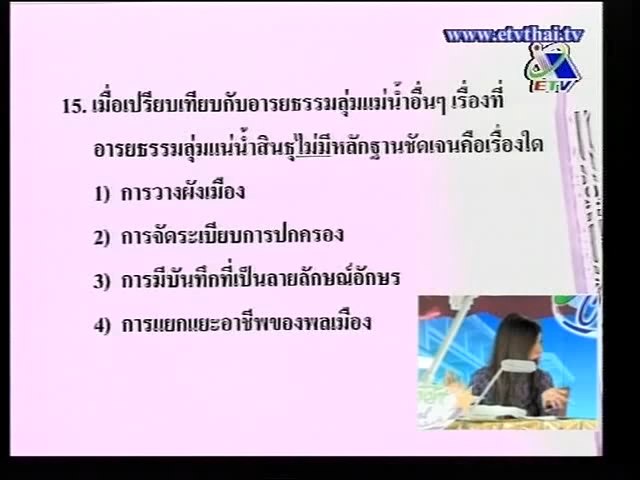 www.etvthai.tv
ETV
15. เมื่อเปรียบเทียบกับอารยธรรมลุ่มแม่น้ำอื่นๆ เรื่องที่
อารยธรรมลุ่มแน่น้ำสินธุไม่มีหลักฐานชัดเจนคือเรื่องใด
1) การวางผังเมือง
2) การจัดระเบียบการปกครอง
3) การมีบันทึกที่เป็นลายลักษณ์อักษร
4) การแยกแยะอาชีพของพลเมือง